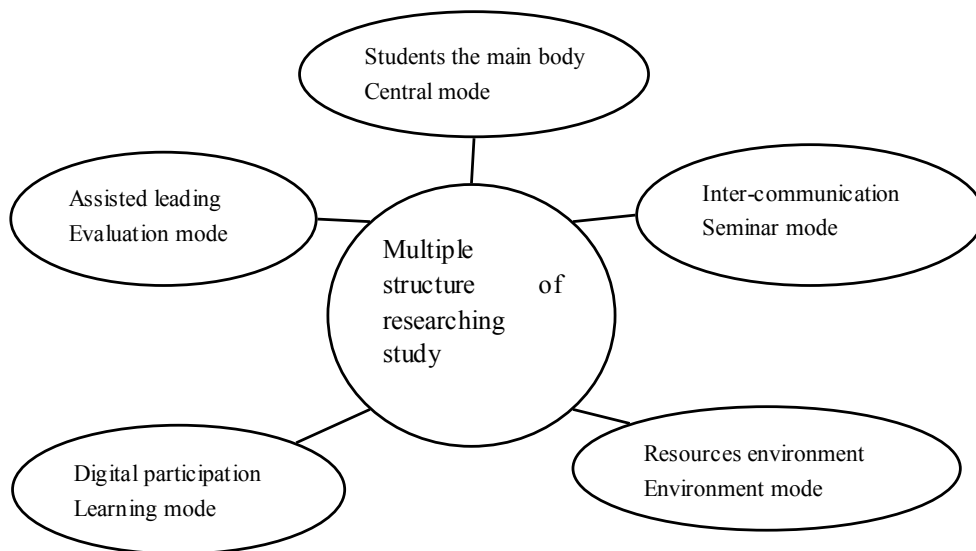 Students the main body
Central mode
Assisted leading
Evaluation mode
Inter-communication
Seminar mode
Multiple
structure of
researching
study
Digital participation
Learning mode
Resources environment
Environment mode